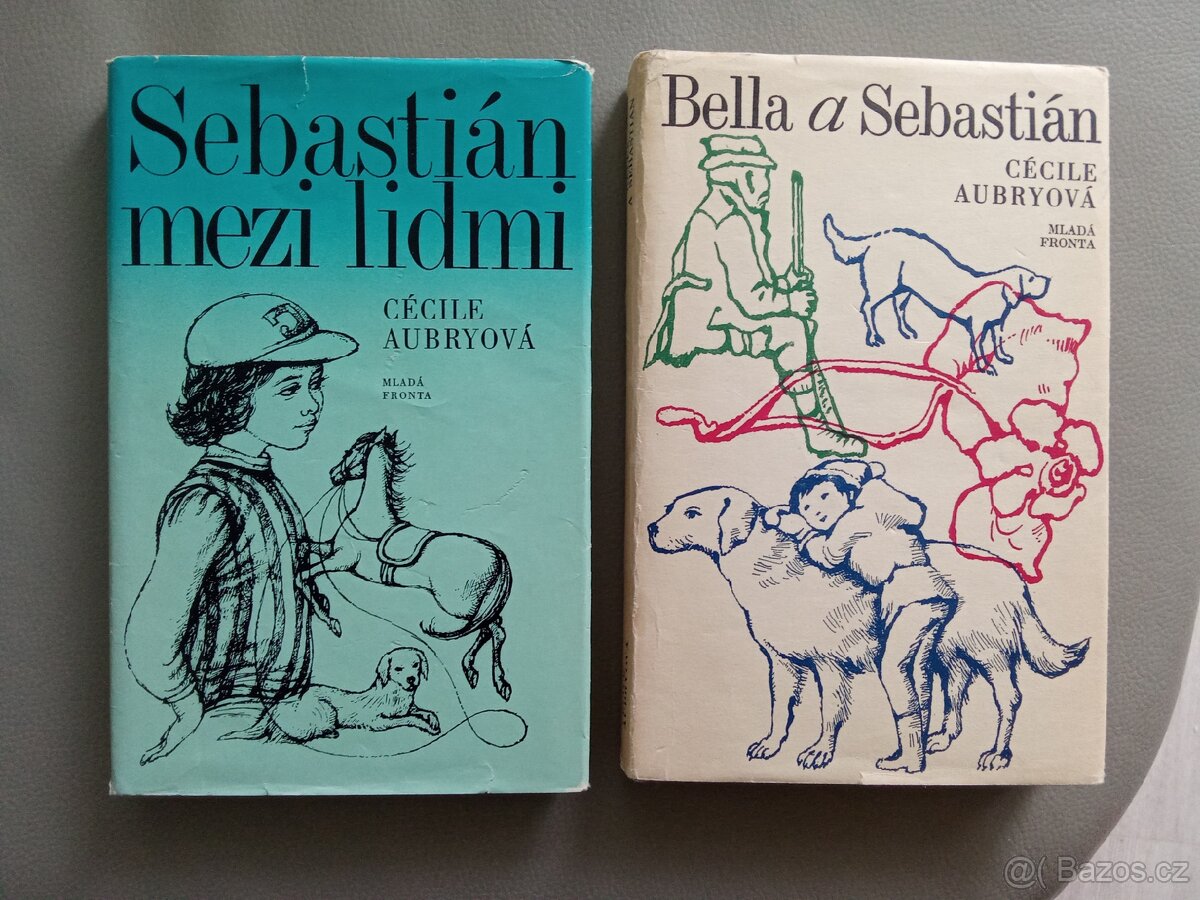 Sebastián
mezi lidmi
CÉCILE
AUBRYOVÁ
MLADÁ
FRONTA
Bella a Sebastián
CÉCILE
AUBRYOVÁ
MLADÁ
FRONTA
@( Bazos.cz